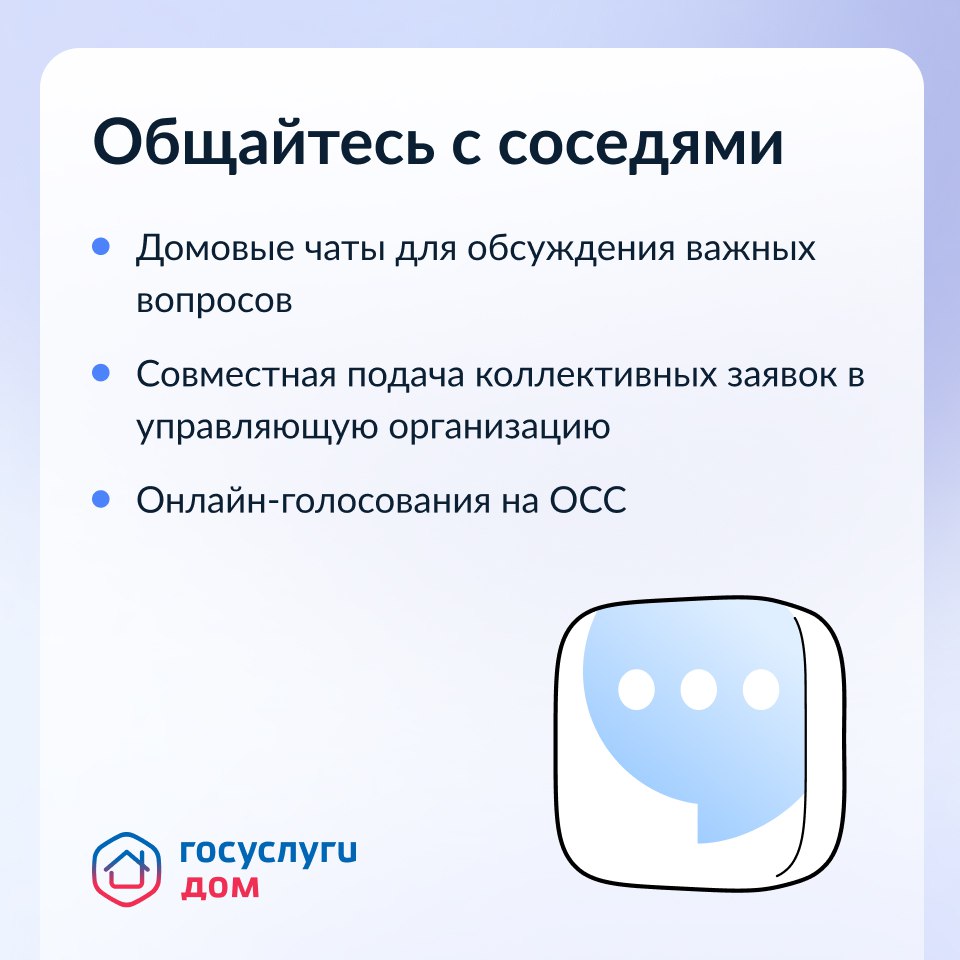 Общайтесь с соседями
Домовые чаты для обсуждения важных
вопросов
Совместная подача коллективных заявок в
управляющую организацию
Онлайн-голосования на ОСС
госуслуги
дом